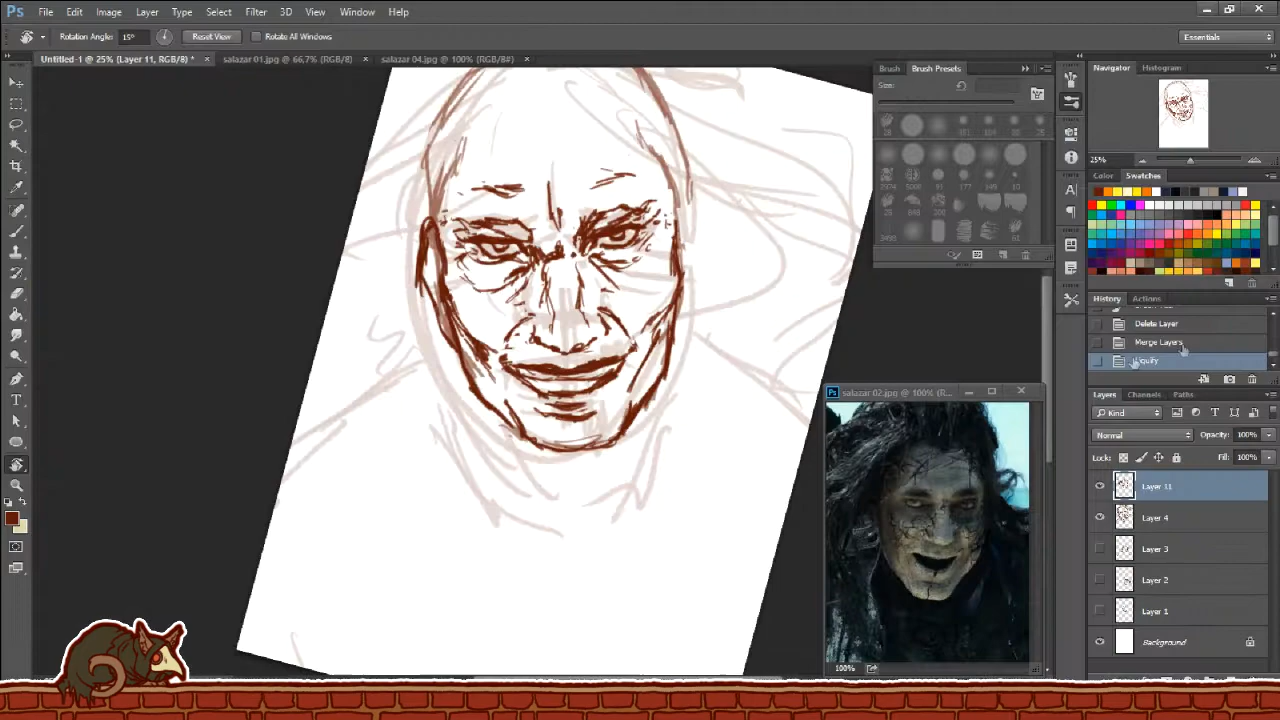 Ps File Edit Image Layer Type Select Filter 3D View Window Help
Rotation Angle: 15° Reset View Rotate All Windows Essentials
Untitled-1 @ 25% (Layer 11, RGB/8) * × salazar 01.jpg @ 66,7% (RGB/8) × salazar 04.jpg @ 100% (RGB/8#) ×
Brush Brush Presets
Size:
Navigator Histogram
25%
Color Swatches
History Actions
Delete Layer
Merge Layers
Layers Channels Paths
Kind
Normal Opacity: 100%
Lock: Fill: 100%
Layer 11
Layer 4
Layer 3
Layer 2
Layer 1
Background
Ps salazar 02.jpg @ 100% (R...
100%